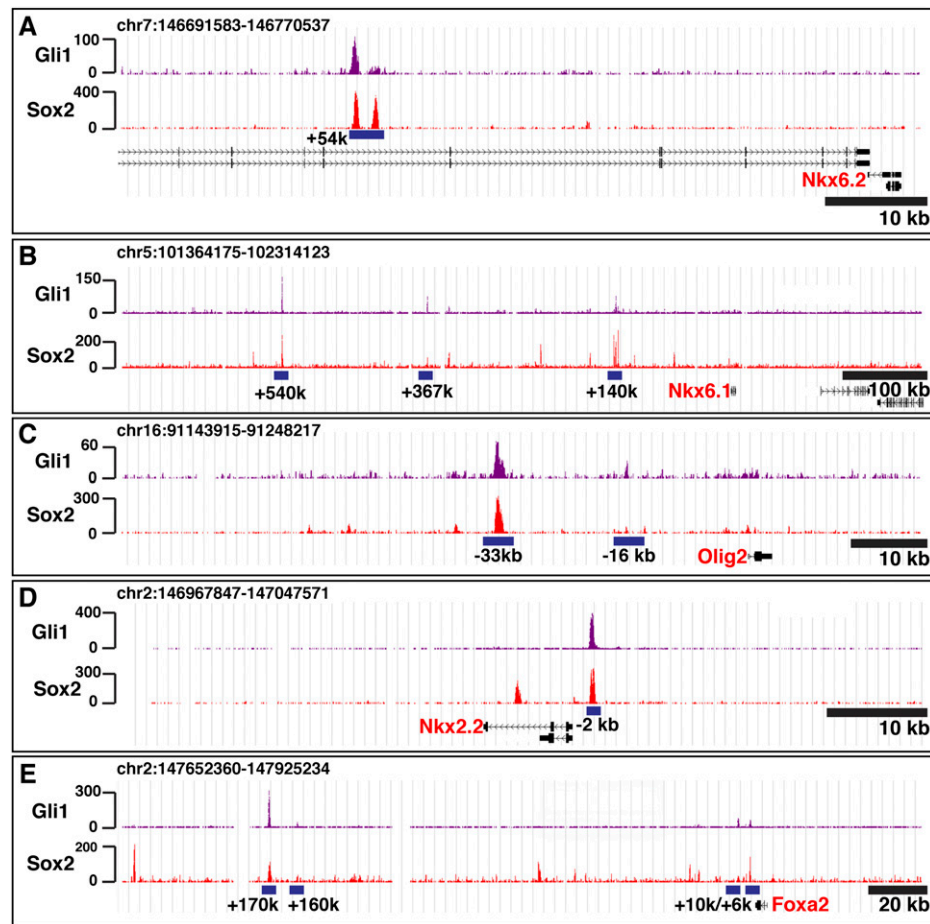 A
chr7:146691583-146770537
Gli1
100
0
Sox2
400
0
+54k
Nkx6.2
10 kb
B
chr5:101364175-102314123
Gli1
150
0
Sox2
200
0
+540k
+367k
+140k
Nkx6.1
100 kb
C
chr16:91143915-91248217
Gli1
60
0
Sox2
300
0
-33kb
-16 kb
Olig2
10 kb
D
chr2:146967847-147047571
Gli1
400
0
Sox2
300
0
Nkx2.2
-2 kb
10 kb
E
chr2:147652360-147925234
Gli1
300
0
Sox2
200
0
+170k
+160k
+10k/+6k
Foxa2
20 kb